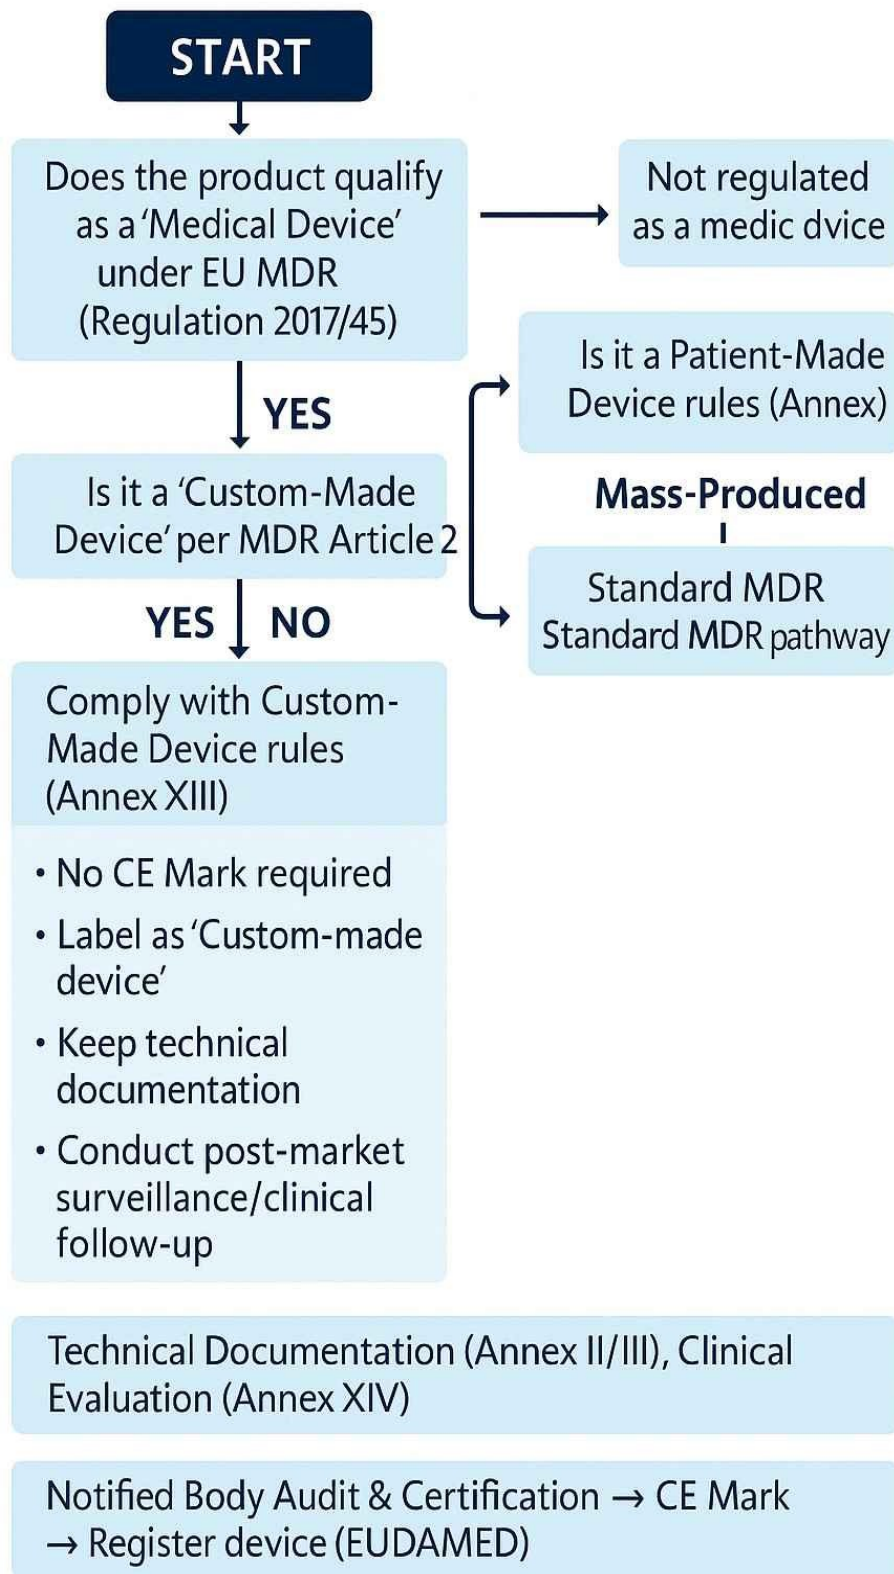 START
Does the product qualify
as a ‘Medical Device’
under EU MDR
(Regulation 2017/45)
Not regulated
as a medic dvice
YES
Is it a Patient-Made
Device rules (Annex)
Is it a ‘Custom-Made
Device’ per MDR Article 2
Mass-Produced
Standard MDR
Standard MDR pathway
YES NO
Comply with Custom-
Made Device rules
(Annex XIII)
• No CE Mark required
• Label as ‘Custom-made
device’
• Keep technical
documentation
• Conduct post-market
surveillance/clinical
follow-up
Technical Documentation (Annex II/III), Clinical
Evaluation (Annex XIV)
Notified Body Audit & Certification → CE Mark
→ Register device (EUDAMED)